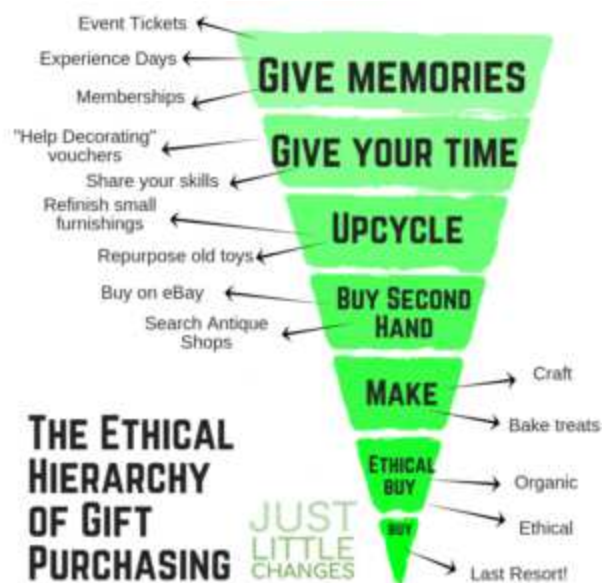 Event Tickets
Experience Days
Memberships
GIVE MEMORIES
"Help Decorating"
vouchers
Share your skills
GIVE YOUR TIME
Refinish small
furnishings
Repurpose old toys
UPCYCLE
Buy on eBay
Search Antique
Shops
BUY SECOND
HAND
MAKE
Craft
Bake treats
ETHICAL
BUY
Organic
Ethical
BUY
Last Resort!
THE ETHICAL
HIERARCHY
OF GIFT
PURCHASING
JUST
LITTLE
CHANGES